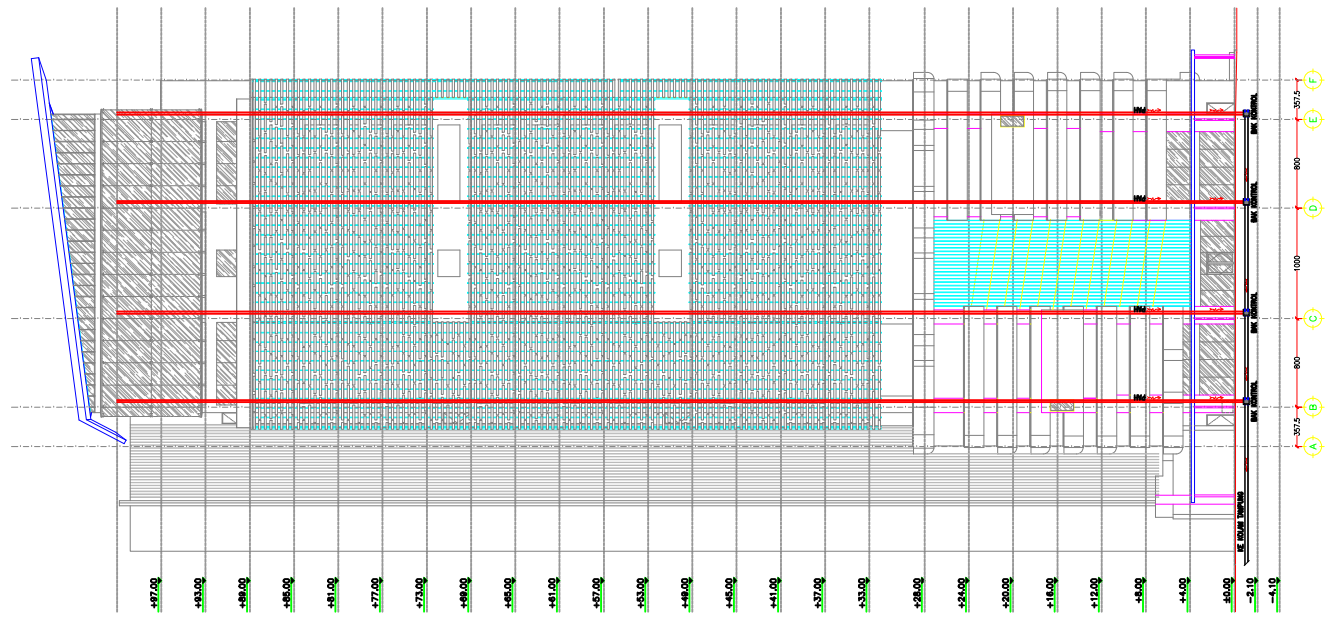 +97.00
+93.00
+89.00
+85.00
+81.00
+77.00
+73.00
+69.00
+65.00
+61.00
+57.00
+53.00
+49.00
+45.00
+41.00
+37.00
+33.00
+28.00
+24.00
+20.00
+16.00
+12.00
+8.00
+4.00
±0.00
-2.10
-4.10
KE KOLAM TAMPUNG
BAK KONTROL
BAK KONTROL
BAK KONTROL
BAK KONTROL
357.5
800
1000
800
357.5
A
B
C
D
E
F